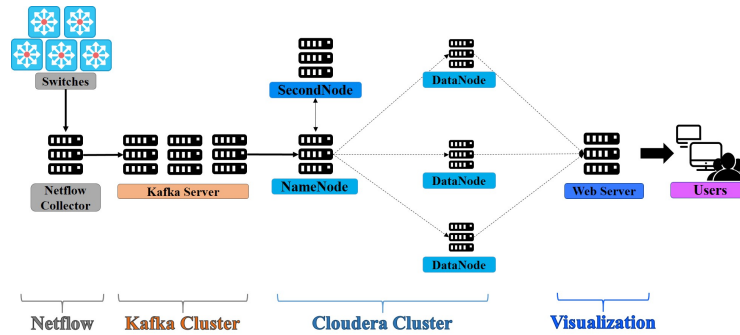 Switches
SecondNode
DataNode
Netflow
Collector
Kafka Server
NameNode
DataNode
Web Server
Users
DataNode
Netflow
Kafka Cluster
Cloudera Cluster
Visualization